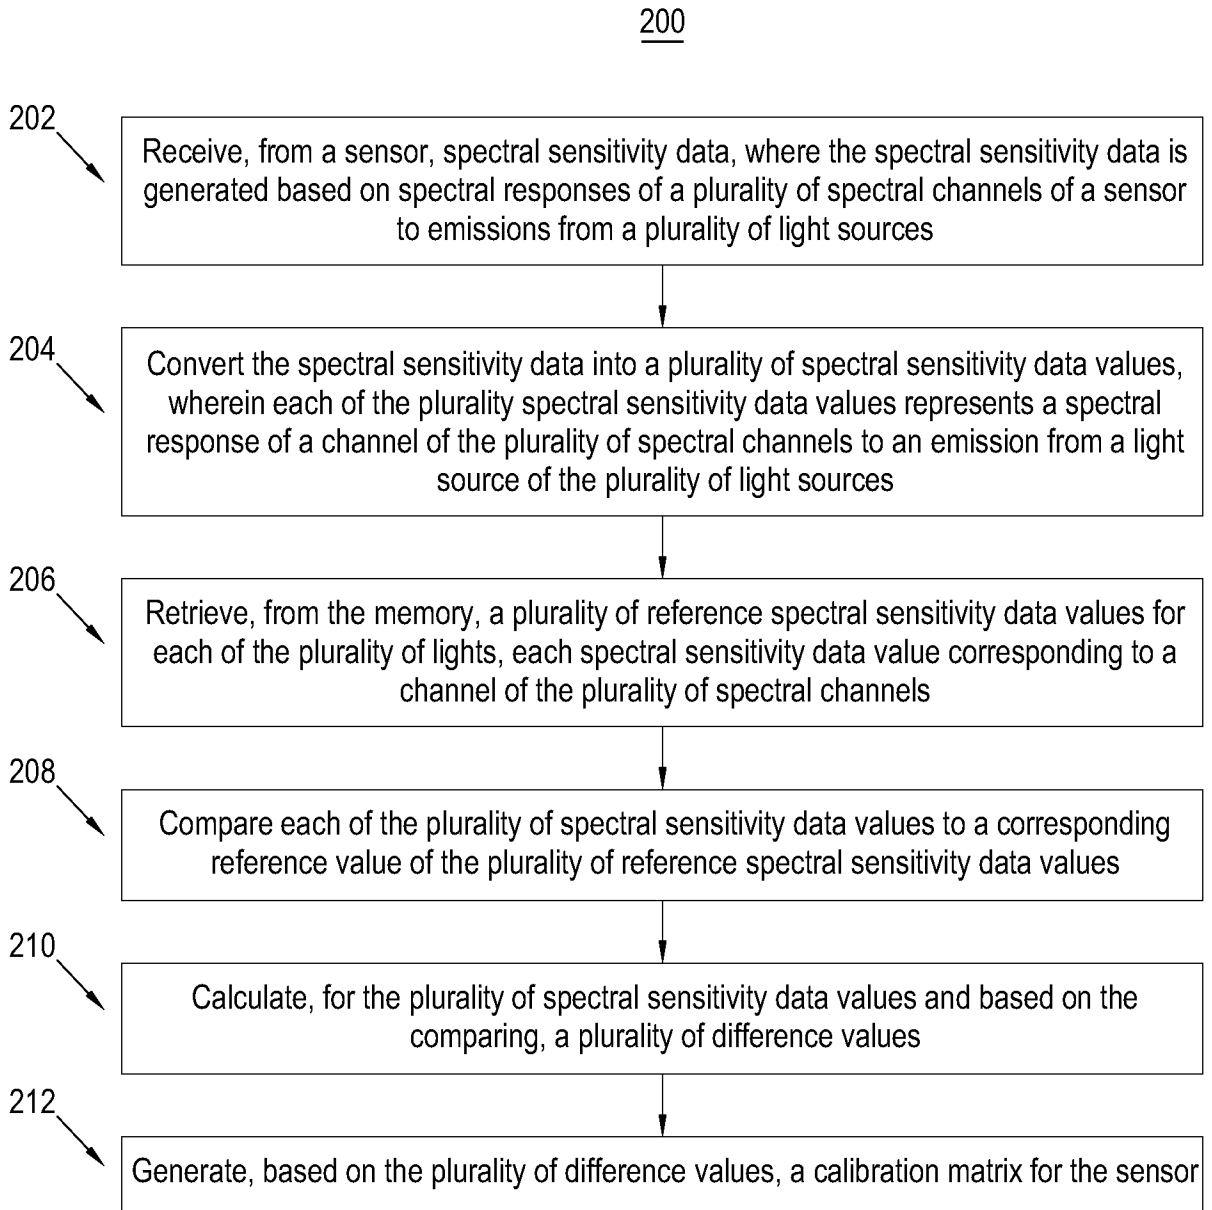 200
202
Receive, from a sensor, spectral sensitivity data, where the spectral sensitivity data is
generated based on spectral responses of a plurality of spectral channels of a sensor
to emissions from a plurality of light sources
204
Convert the spectral sensitivity data into a plurality of spectral sensitivity data values,
wherein each of the plurality spectral sensitivity data values represents a spectral
response of a channel of the plurality of spectral channels to an emission from a light
source of the plurality of light sources
206
Retrieve, from the memory, a plurality of reference spectral sensitivity data values for
each of the plurality of lights, each spectral sensitivity data value corresponding to a
channel of the plurality of spectral channels
208
Compare each of the plurality of spectral sensitivity data values to a corresponding
reference value of the plurality of reference spectral sensitivity data values
210
Calculate, for the plurality of spectral sensitivity data values and based on the
comparing, a plurality of difference values
212
Generate, based on the plurality of difference values, a calibration matrix for the sensor